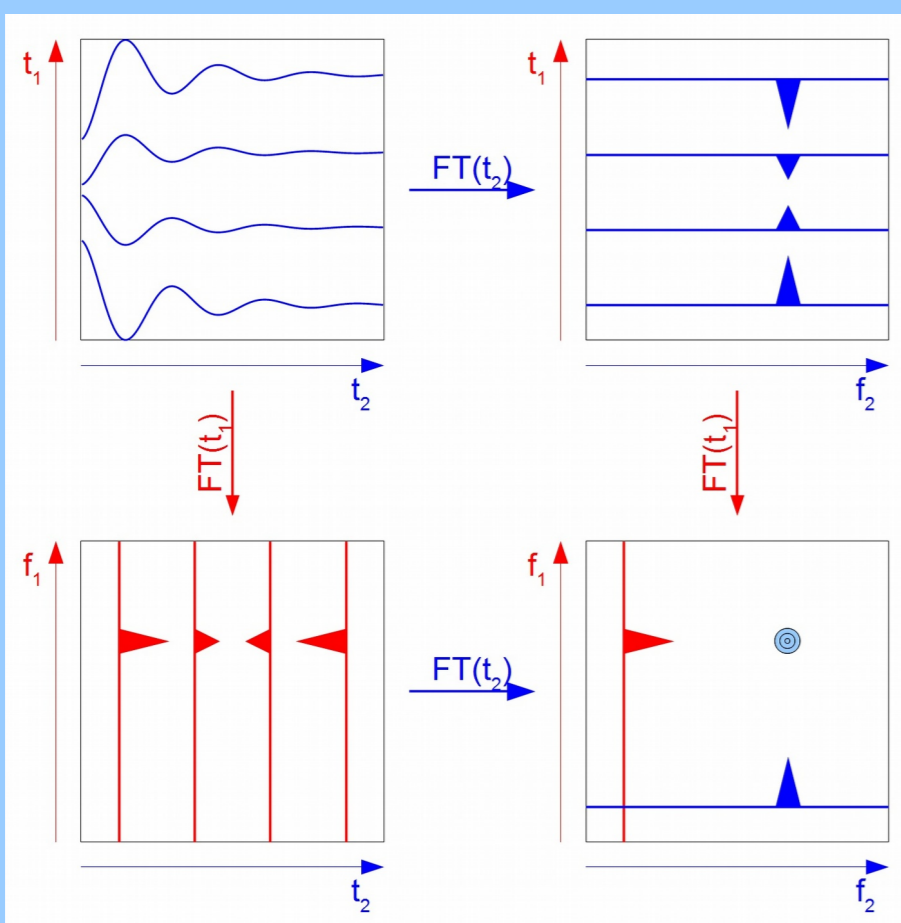 t₁
t₁
FT(t₂)
t₂
f₂
FT(t₁)
FT(t₁)
f₁
f₁
FT(t₂)
t₂
f₂